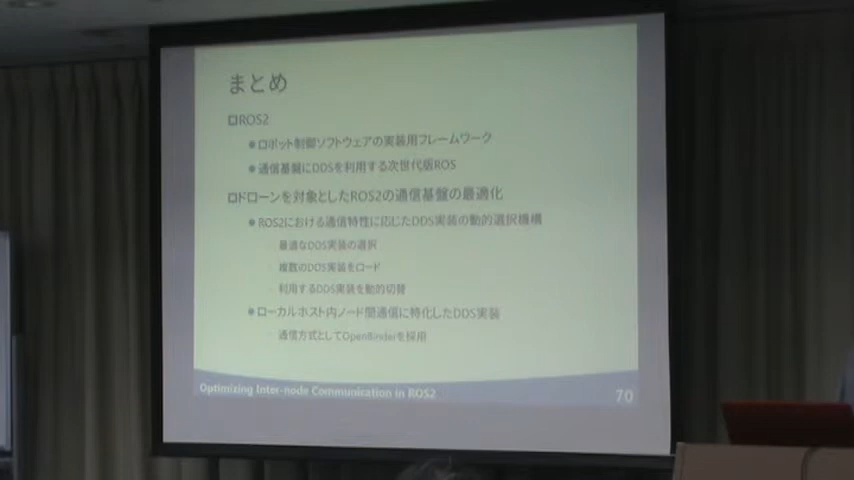 まとめ
ROS2
ロボット制御ソフトウェアの実装用フレームワーク
通信基盤にDDSを利用する次世代版ROS
ドローンを対象としたROS2の通信基盤の最適化
ROS2における通信特性に応じたDDS実装の動的選択機構
最適なDDS実装の選択
複数のDDS実装をロード
利用するDDS実装を動的切替
ローカルホスト内ノード間通信に特化したDDS実装
通信方式としてOpenBinderを採用
Optimizing Inter-node Communication in ROS2
70